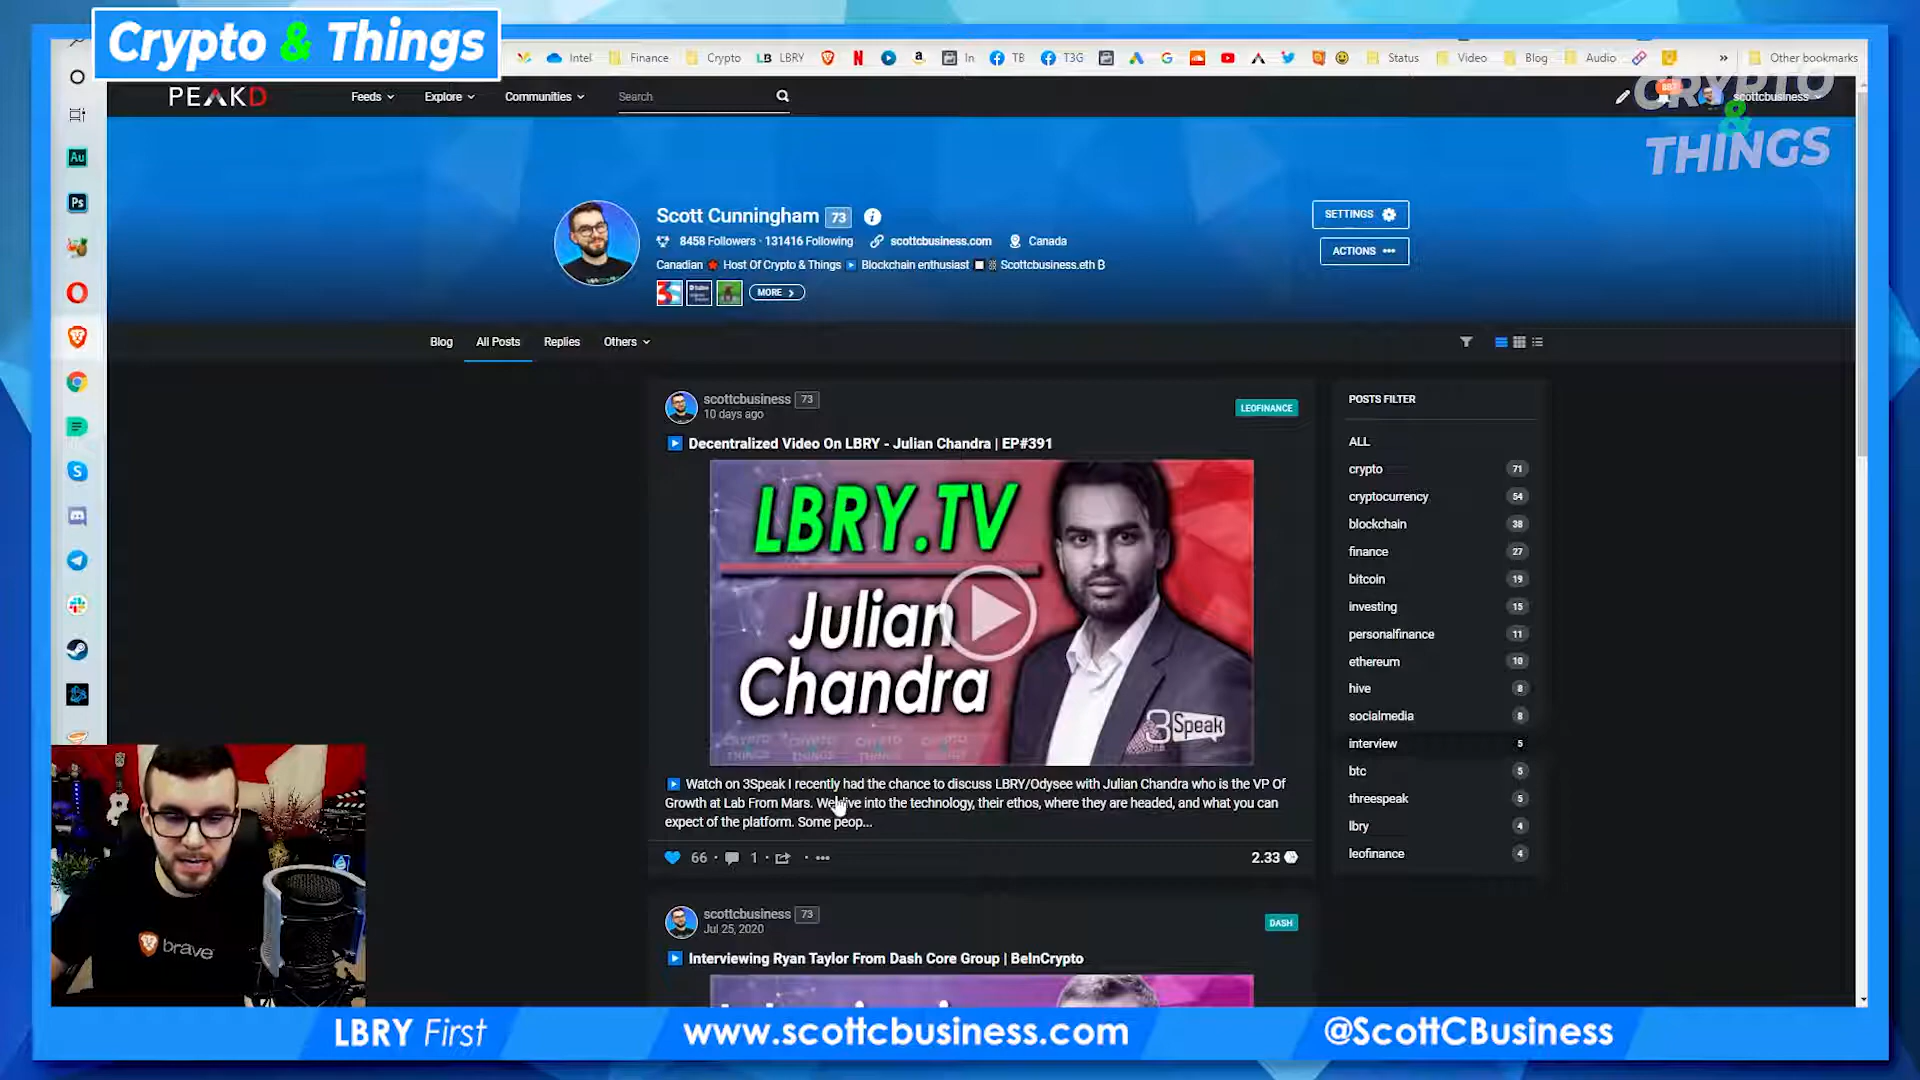 Crypto & Things
Intel
Finance
Crypto
LBRY
In
TB
T3G
Status
Video
Blog
Audio
Other bookmarks
PEAKD
Feeds
Explore
Communities
Search
scottcbusiness
CRYPTO
&
THINGS
Scott Cunningham 73
8458 Followers · 131416 Following
scottcbusiness.com
Canada
Canadian Host Of Crypto & Things Blockchain enthusiast Scottcbusiness.eth B
MORE
SETTINGS
ACTIONS
Blog
All Posts
Replies
Others
scottcbusiness 73
10 days ago
LEOFINANCE
Decentralized Video On LBRY - Julian Chandra | EP#391
LBRY.TV
Julian
Chandra
3Speak
Watch on 3Speak I recently had the chance to discuss LBRY/Odysee with Julian Chandra who is the VP Of
Growth at Lab From Mars. We dive into the technology, their ethos, where they are headed, and what you can
expect of the platform. Some peop...
66 · 1 · · ...
2.33
scottcbusiness 73
Jul 25, 2020
DASH
Interviewing Ryan Taylor From Dash Core Group | BeInCrypto
POSTS FILTER
ALL
crypto 71
cryptocurrency 54
blockchain 38
finance 27
bitcoin 19
investing 15
personalfinance 11
ethereum 10
hive 8
socialmedia 8
interview 5
btc 5
threespeak 5
lbry 4
leofinance 4
Au
Ps
brave
LBRY First
www.scottcbusiness.com
@ScottCBusiness